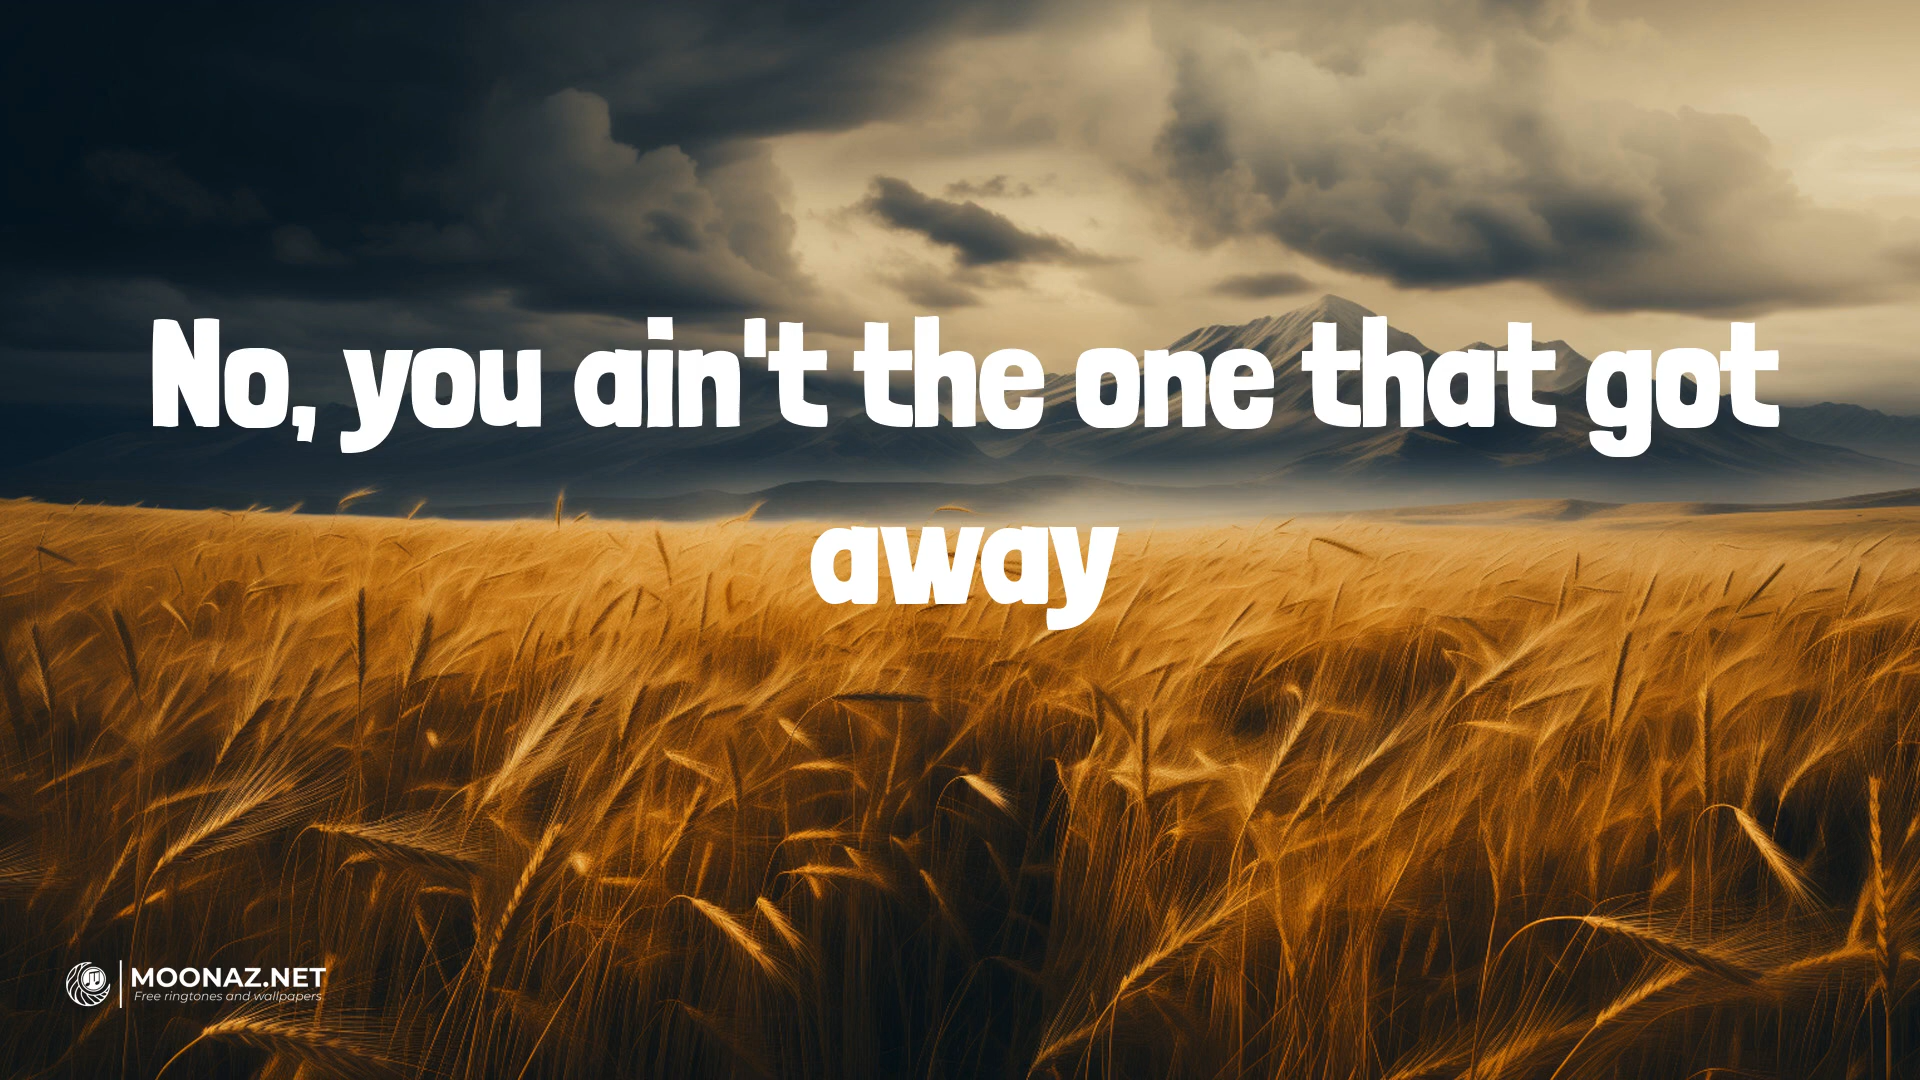 No, you ain't the one that got
away
MOONAZ.NET
Free ringtones and wallpapers